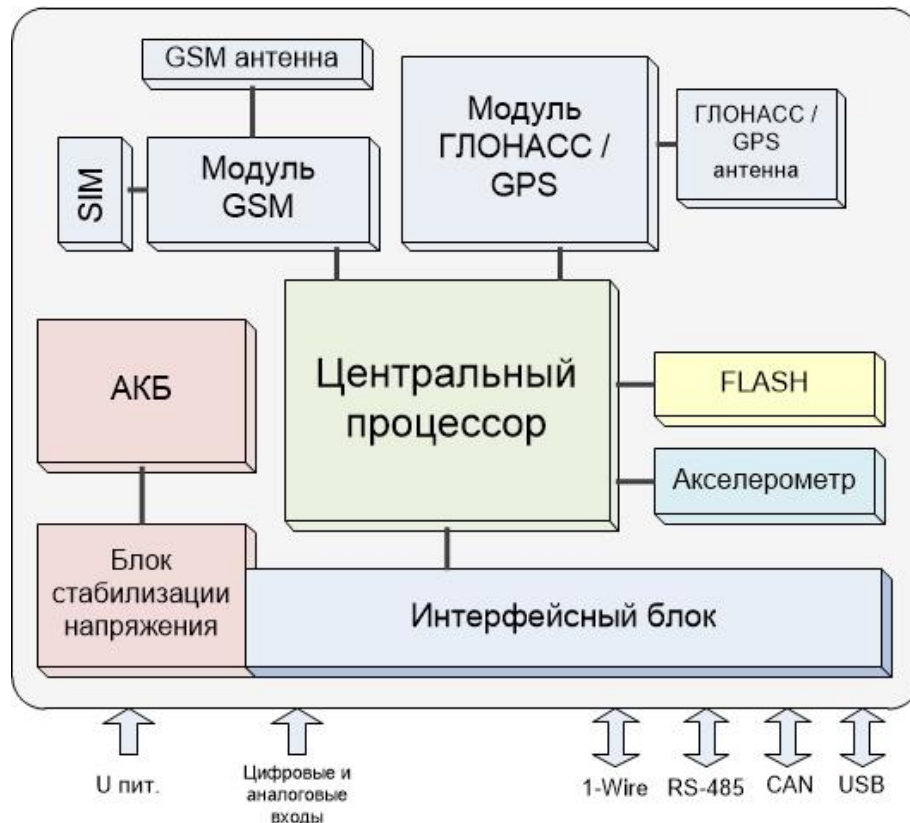 GSM антенна
Модуль
ГЛОНАСС /
GPS
ГЛОНАСС /
GPS
антенна
SIM
Модуль
GSM
Центральный
процессор
АКБ
FLASH
Акселерометр
Блок
стабилизации
напряжения
Интерфейсный блок
U пит.
Цифровые и
аналоговые
входы
1-Wire
RS-485
CAN
USB